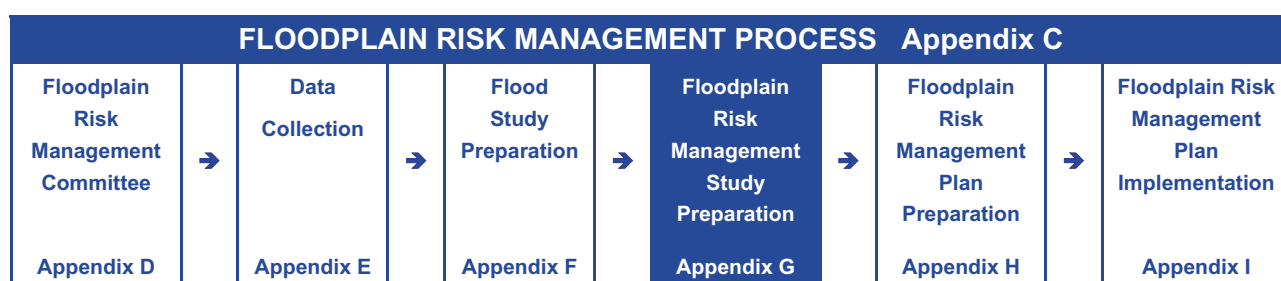 FLOODPLAIN RISK MANAGEMENT PROCESS Appendix C
Floodplain
Risk
Management
Committee
Appendix D
➔
Data
Collection
Appendix E
➔
Flood
Study
Preparation
Appendix F
➔
Floodplain
Risk
Management
Study
Preparation
Appendix G
➔
Floodplain
Risk
Management
Plan
Preparation
Appendix H
➔
Floodplain Risk
Management
Plan
Implementation
Appendix I